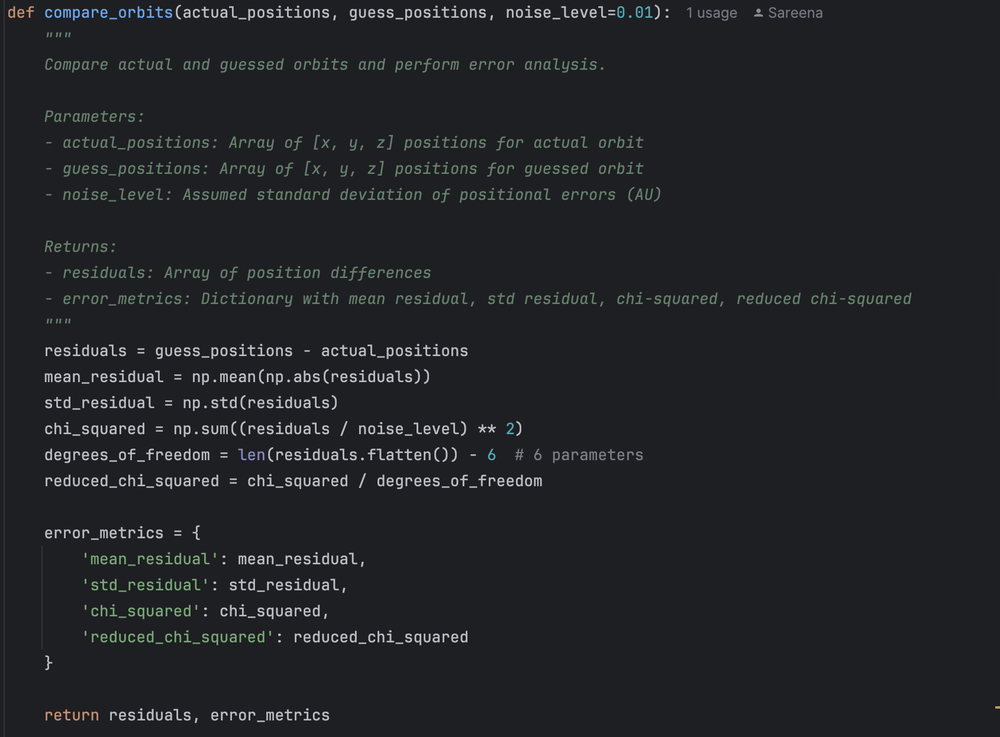 def compare_orbits(actual_positions, guess_positions, noise_level=0.01): 1 usage Sareena
"""
Compare actual and guessed orbits and perform error analysis.
Parameters:
- actual_positions: Array of [x, y, z] positions for actual orbit
- guess_positions: Array of [x, y, z] positions for guessed orbit
- noise_level: Assumed standard deviation of positional errors (AU)
Returns:
- residuals: Array of position differences
- error_metrics: Dictionary with mean residual, std residual, chi-squared, reduced chi-squared
"""
residuals = guess_positions - actual_positions
mean_residual = np.mean(np.abs(residuals))
std_residual = np.std(residuals)
chi_squared = np.sum((residuals / noise_level) ** 2)
degrees_of_freedom = len(residuals.flatten()) - 6  # 6 parameters
reduced_chi_squared = chi_squared / degrees_of_freedom
error_metrics = {
'mean_residual': mean_residual,
'std_residual': std_residual,
'chi_squared': chi_squared,
'reduced_chi_squared': reduced_chi_squared
}
return residuals, error_metrics